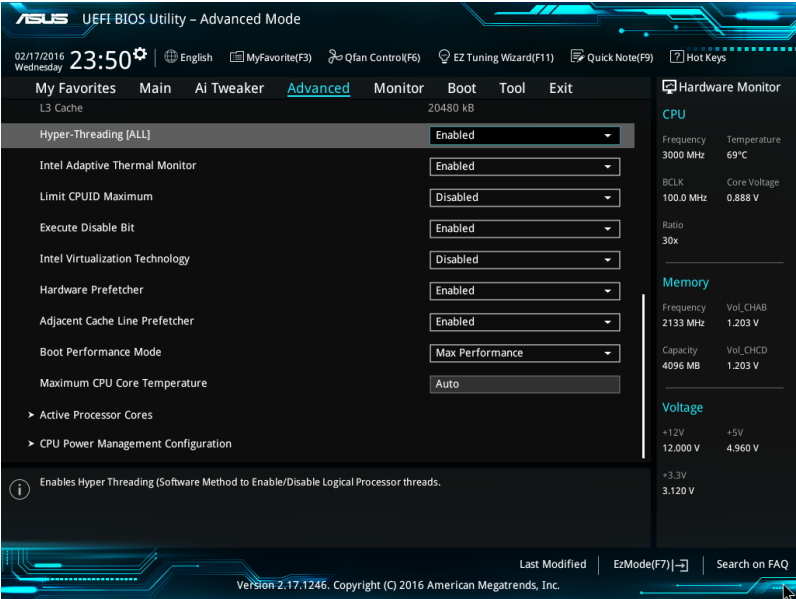 ASUS UEFI BIOS Utility – Advanced Mode
02/17/2016 Wednesday 23:50 English MyFavorite(F3) Qfan Control(F6) EZ Tuning Wizard(F11) Quick Note(F9) ? Hot Keys
My Favorites Main Ai Tweaker Advanced Monitor Boot Tool Exit
L3 Cache 20480 kB
Hyper-Threading [ALL] Enabled
Intel Adaptive Thermal Monitor Enabled
Limit CPUID Maximum Disabled
Execute Disable Bit Enabled
Intel Virtualization Technology Disabled
Hardware Prefetcher Enabled
Adjacent Cache Line Prefetcher Enabled
Boot Performance Mode Max Performance
Maximum CPU Core Temperature Auto
Active Processor Cores
CPU Power Management Configuration
Enables Hyper Threading (Software Method to Enable/Disable Logical Processor threads.
Hardware Monitor
CPU
Frequency Temperature
3000 MHz 69°C
BCLK Core Voltage
100.0 MHz 0.888 V
Ratio
30x
Memory
Frequency Vol_CHAB
2133 MHz 1.203 V
Capacity Vol_CHCD
4096 MB 1.203 V
Voltage
+12V +5V
12.000 V 4.960 V
+3.3V
3.120 V
Last Modified EzMode(F7) Search on FAQ
Version 2.17.1246. Copyright (C) 2016 American Megatrends, Inc.